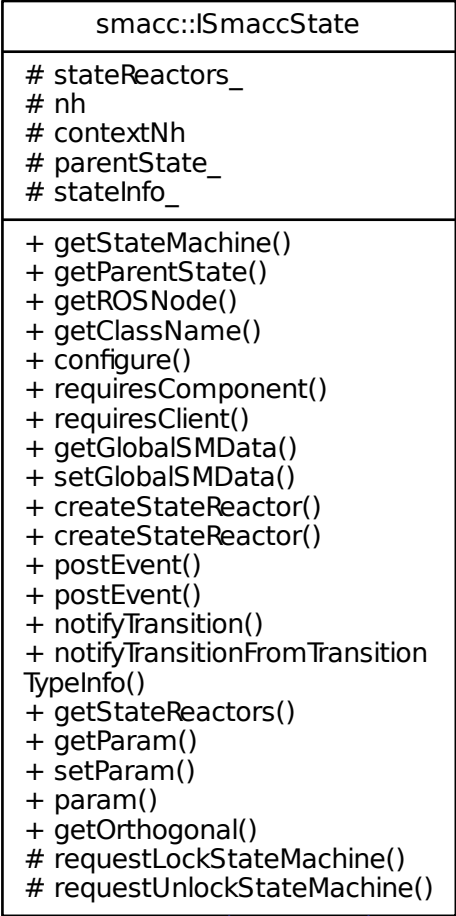 smacc::ISmaccState
# stateReactors_
# nh
# contextNh
# parentState_
# stateInfo_
+ getStateMachine()
+ getParentState()
+ getROSNode()
+ getClassName()
+ configure()
+ requiresComponent()
+ requiresClient()
+ getGlobalSMData()
+ setGlobalSMData()
+ createStateReactor()
+ createStateReactor()
+ postEvent()
+ postEvent()
+ notifyTransition()
+ notifyTransitionFromTransition
TypeInfo()
+ getStateReactors()
+ getParam()
+ setParam()
+ param()
+ getOrthogonal()
# requestLockStateMachine()
# requestUnlockStateMachine()